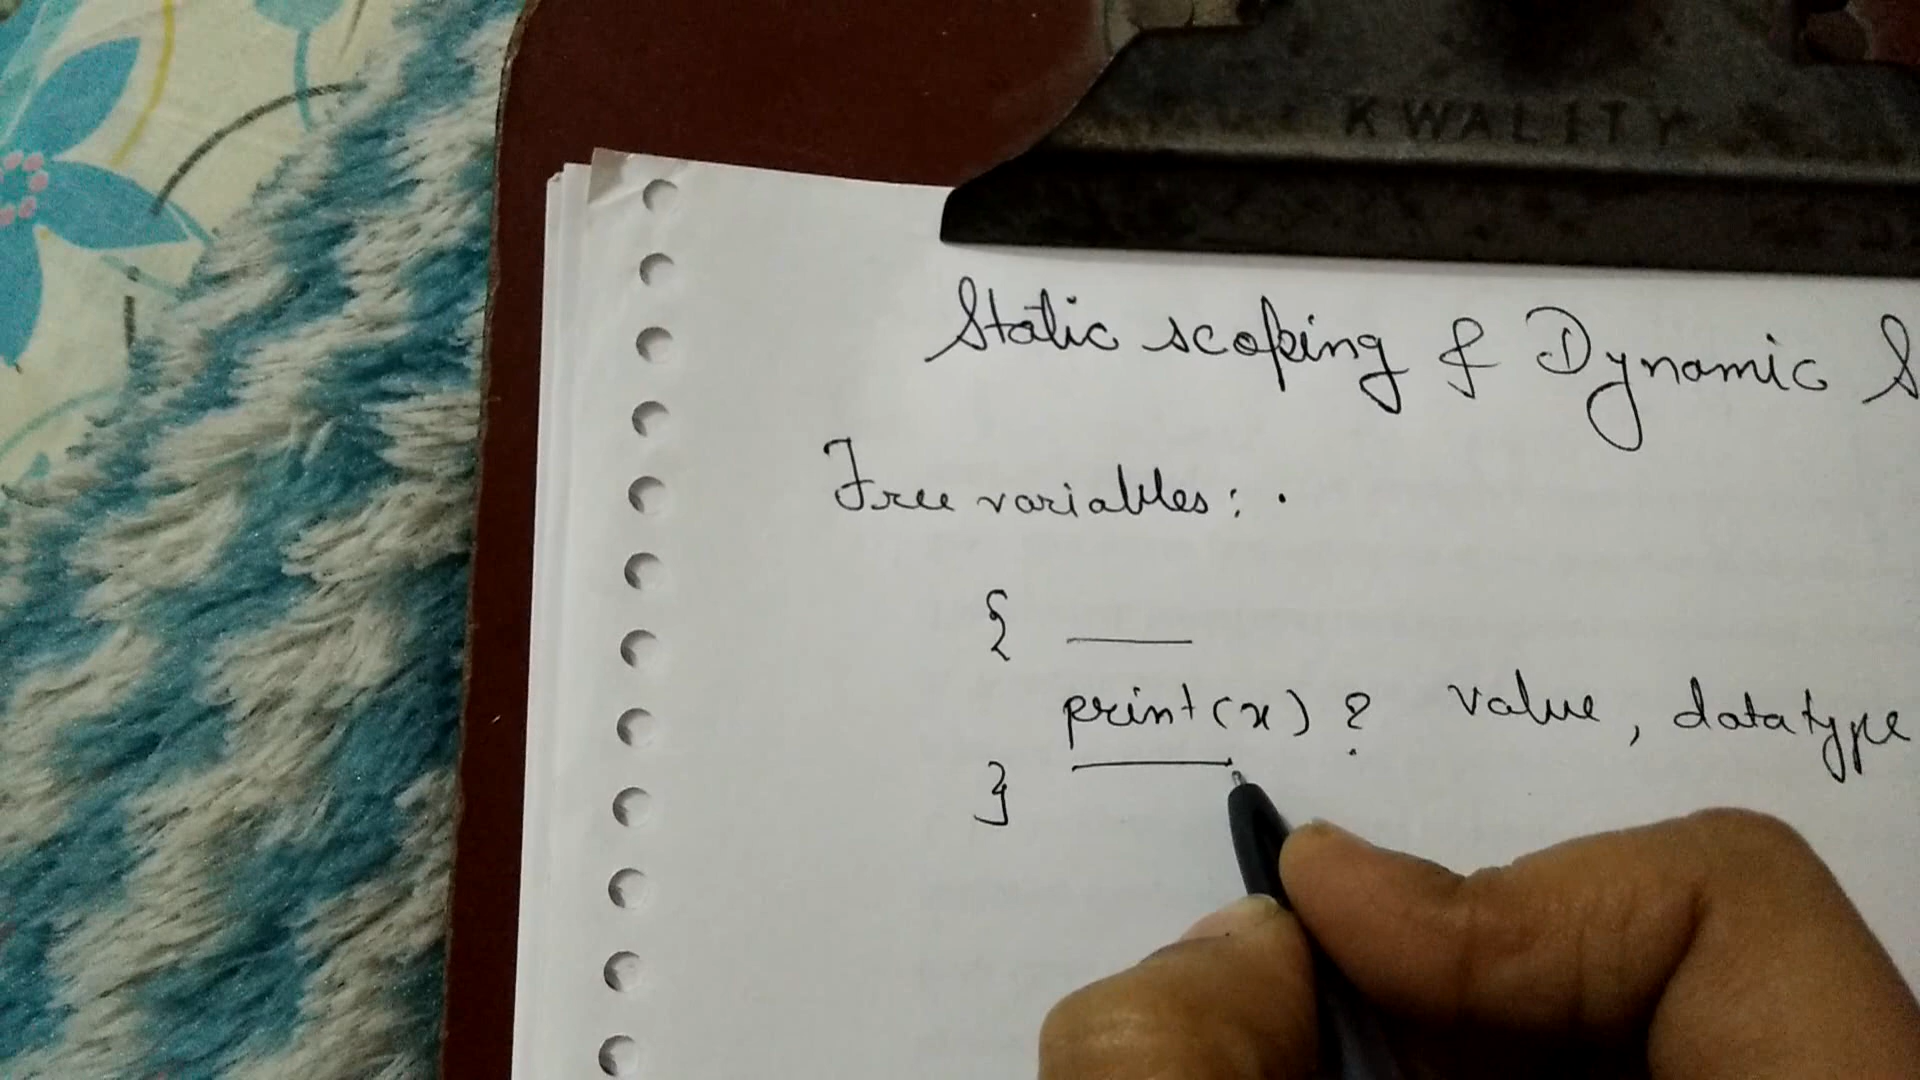 KWALITY
Static scoping & Dynamic S
Free variables: .
{
print(x) ? value, datatype
}